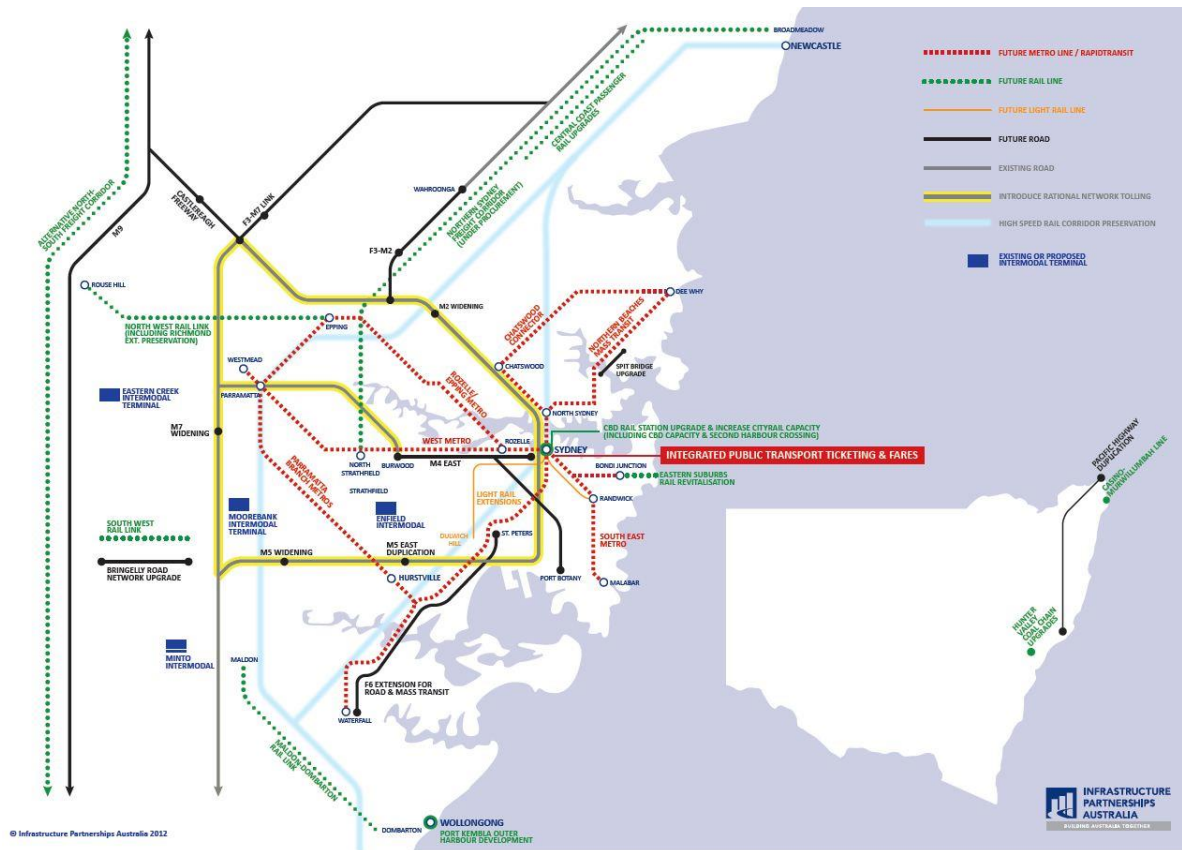 BROADMEADOW
NEWCASTLE
FUTURE METRO LINE / RAPIDTRANSIT
FUTURE RAIL LINE
FUTURE LIGHT RAIL LINE
FUTURE ROAD
EXISTING ROAD
INTRODUCE RATIONAL NETWORK TOLLING
HIGH SPEED RAIL CORRIDOR PRESERVATION
EXISTING OR PROPOSED
INTERMODAL TERMINAL
CENTRAL COAST PASSENGER
RAIL UPGRADES
ALTERNATIVE NORTH-
SOUTH FREIGHT CORRIDOR
M9
CASTLEREAGH
FREEWAY
F3-M7 LINK
WAHROONGA
NORTHERN SYDNEY
FREIGHT CORRIDOR
(UNDER PROCUREMENT)
F3-M2
ROUSE HILL
M2 WIDENING
DEE WHY
NORTH WEST RAIL LINK
(INCLUDING RICHMOND
EXT. PRESERVATION)
EPPING
CHATSWOOD
CONNECTOR
NORTHERN BEACHES
MASS TRANSIT
WESTMEAD
CHATSWOOD
SPIT BRIDGE
UPGRADE
PARRAMATTA
EASTERN CREEK
INTERMODAL
TERMINAL
ROZELLE/
EPPING METRO
NORTH SYDNEY
M7
WIDENING
CBD RAIL STATION UPGRADE & INCREASE CITYRAIL CAPACITY
(INCLUDING CBD CAPACITY & SECOND HARBOUR CROSSING)
WEST METRO
ROZELLE
SYDNEY
INTEGRATED PUBLIC TRANSPORT TICKETING & FARES
NORTH
STRATHFIELD
BURWOOD
M4 EAST
BONDI JUNCTION
EASTERN SUBURBS
RAIL REVITALISATION
PARRAMATTA
BRANCH METROS
STRATHFIELD
LIGHT RAIL
EXTENSIONS
RANDWICK
MOOREBANK
INTERMODAL
TERMINAL
ENFIELD
INTERMODAL
SOUTH WEST
RAIL LINK
DULWICH
HILL
ST. PETERS
SOUTH EAST
METRO
M5 WIDENING
M5 EAST
DUPLICATION
BRINGELLY ROAD
NETWORK UPGRADE
HURSTVILLE
PORT BOTANY
MALABAR
MINTO
INTERMODAL
MALDON
F6 EXTENSION FOR
ROAD & MASS TRANSIT
WATERFALL
MALDON-DOMBARTON
RAIL LINK
DOMBARTON
WOLLONGONG
PORT KEMBLA OUTER
HARBOUR DEVELOPMENT
PACIFIC HIGHWAY
DUPLICATION
CASINO-
MURWILLUMBAH LINE
HUNTER
VALLEY
COAL CHAIN
UPGRADES
INFRASTRUCTURE
PARTNERSHIPS
AUSTRALIA
BUILDING AUSTRALIA TOGETHER
© Infrastructure Partnerships Australia 2012